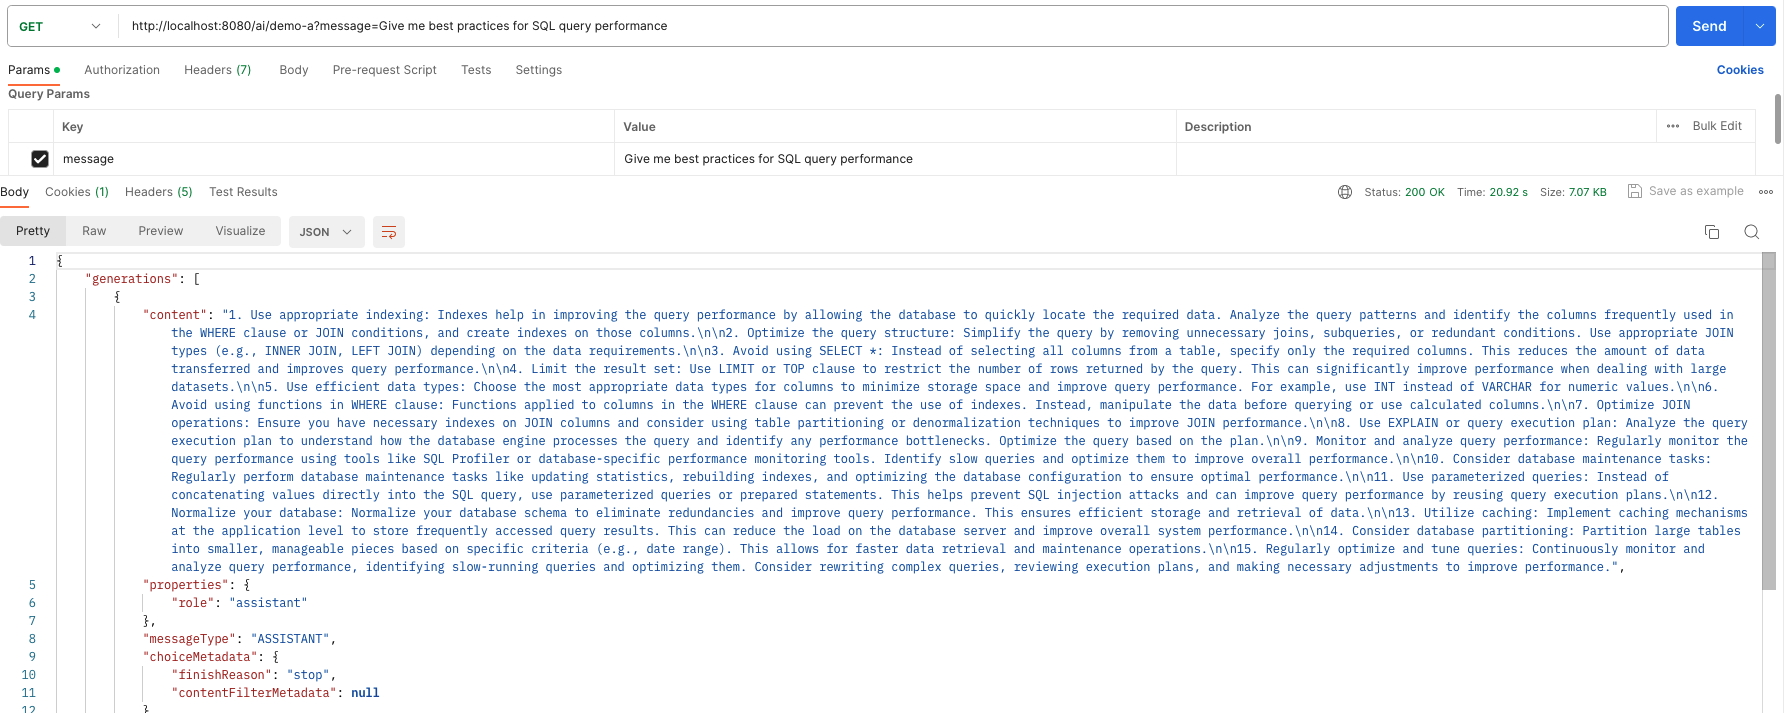 GET http://localhost:8080/ai/demo-a?message=Give me best practices for SQL query performance Send
Params Authorization Headers (7) Body Pre-request Script Tests Settings Cookies
Query Params
Key Value Description ••• Bulk Edit
message Give me best practices for SQL query performance
Body Cookies (1) Headers (5) Test Results Status: 200 OK Time: 20.92 s Size: 7.07 KB Save as example •••
Pretty Raw Preview Visualize JSON
1 {
2 "generations": [
3 {
4 "content": "1. Use appropriate indexing: Indexes help in improving the query performance by allowing the database to quickly locate the required data. Analyze the query patterns and identify the columns frequently used in
the WHERE clause or JOIN conditions, and create indexes on those columns.\n\n2. Optimize the query structure: Simplify the query by removing unnecessary joins, subqueries, or redundant conditions. Use appropriate JOIN
types (e.g., INNER JOIN, LEFT JOIN) depending on the data requirements.\n\n3. Avoid using SELECT *: Instead of selecting all columns from a table, specify only the required columns. This reduces the amount of data
transferred and improves query performance.\n\n4. Limit the result set: Use LIMIT or TOP clause to restrict the number of rows returned by the query. This can significantly improve performance when dealing with large
datasets.\n\n5. Use efficient data types: Choose the most appropriate data types for columns to minimize storage space and improve query performance. For example, use INT instead of VARCHAR for numeric values.\n\n6.
Avoid using functions in WHERE clause: Functions applied to columns in the WHERE clause can prevent the use of indexes. Instead, manipulate the data before querying or use calculated columns.\n\n7. Optimize JOIN
operations: Ensure you have necessary indexes on JOIN columns and consider using table partitioning or denormalization techniques to improve JOIN performance.\n\n8. Use EXPLAIN or query execution plan: Analyze the query
execution plan to understand how the database engine processes the query and identify any performance bottlenecks. Optimize the query based on the plan.\n\n9. Monitor and analyze query performance: Regularly monitor the
query performance using tools like SQL Profiler or database-specific performance monitoring tools. Identify slow queries and optimize them to improve overall performance.\n\n10. Consider database maintenance tasks:
Regularly perform database maintenance tasks like updating statistics, rebuilding indexes, and optimizing the database configuration to ensure optimal performance.\n\n11. Use parameterized queries: Instead of
concatenating values directly into the SQL query, use parameterized queries or prepared statements. This helps prevent SQL injection attacks and can improve query performance by reusing query execution plans.\n\n12.
Normalize your database: Normalize your database schema to eliminate redundancies and improve query performance. This ensures efficient storage and retrieval of data.\n\n13. Utilize caching: Implement caching mechanisms
at the application level to store frequently accessed query results. This can reduce the load on the database server and improve overall system performance.\n\n14. Consider database partitioning: Partition large tables
into smaller, manageable pieces based on specific criteria (e.g., date range). This allows for faster data retrieval and maintenance operations.\n\n15. Regularly optimize and tune queries: Continuously monitor and
analyze query performance, identifying slow-running queries and optimizing them. Consider rewriting complex queries, reviewing execution plans, and making necessary adjustments to improve performance.",
5 "properties": {
6 "role": "assistant"
7 },
8 "messageType": "ASSISTANT",
9 "choiceMetadata": {
10 "finishReason": "stop",
11 "contentFilterMetadata": null
12 }